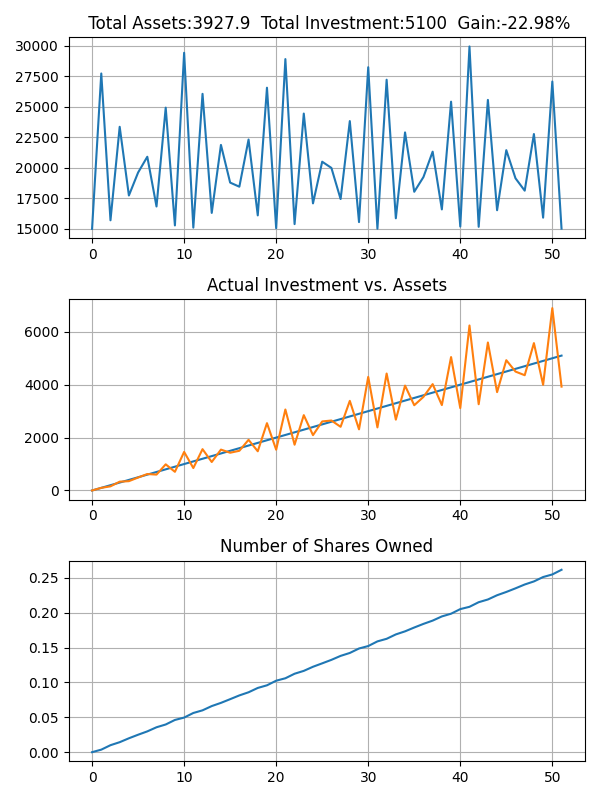 Total Assets:3927.9  Total Investment:5100  Gain:-22.98%
30000
27500
25000
22500
20000
17500
15000
0 10 20 30 40 50
Actual Investment vs. Assets
6000
4000
2000
0
0 10 20 30 40 50
Number of Shares Owned
0.25
0.20
0.15
0.10
0.05
0.00
0 10 20 30 40 50